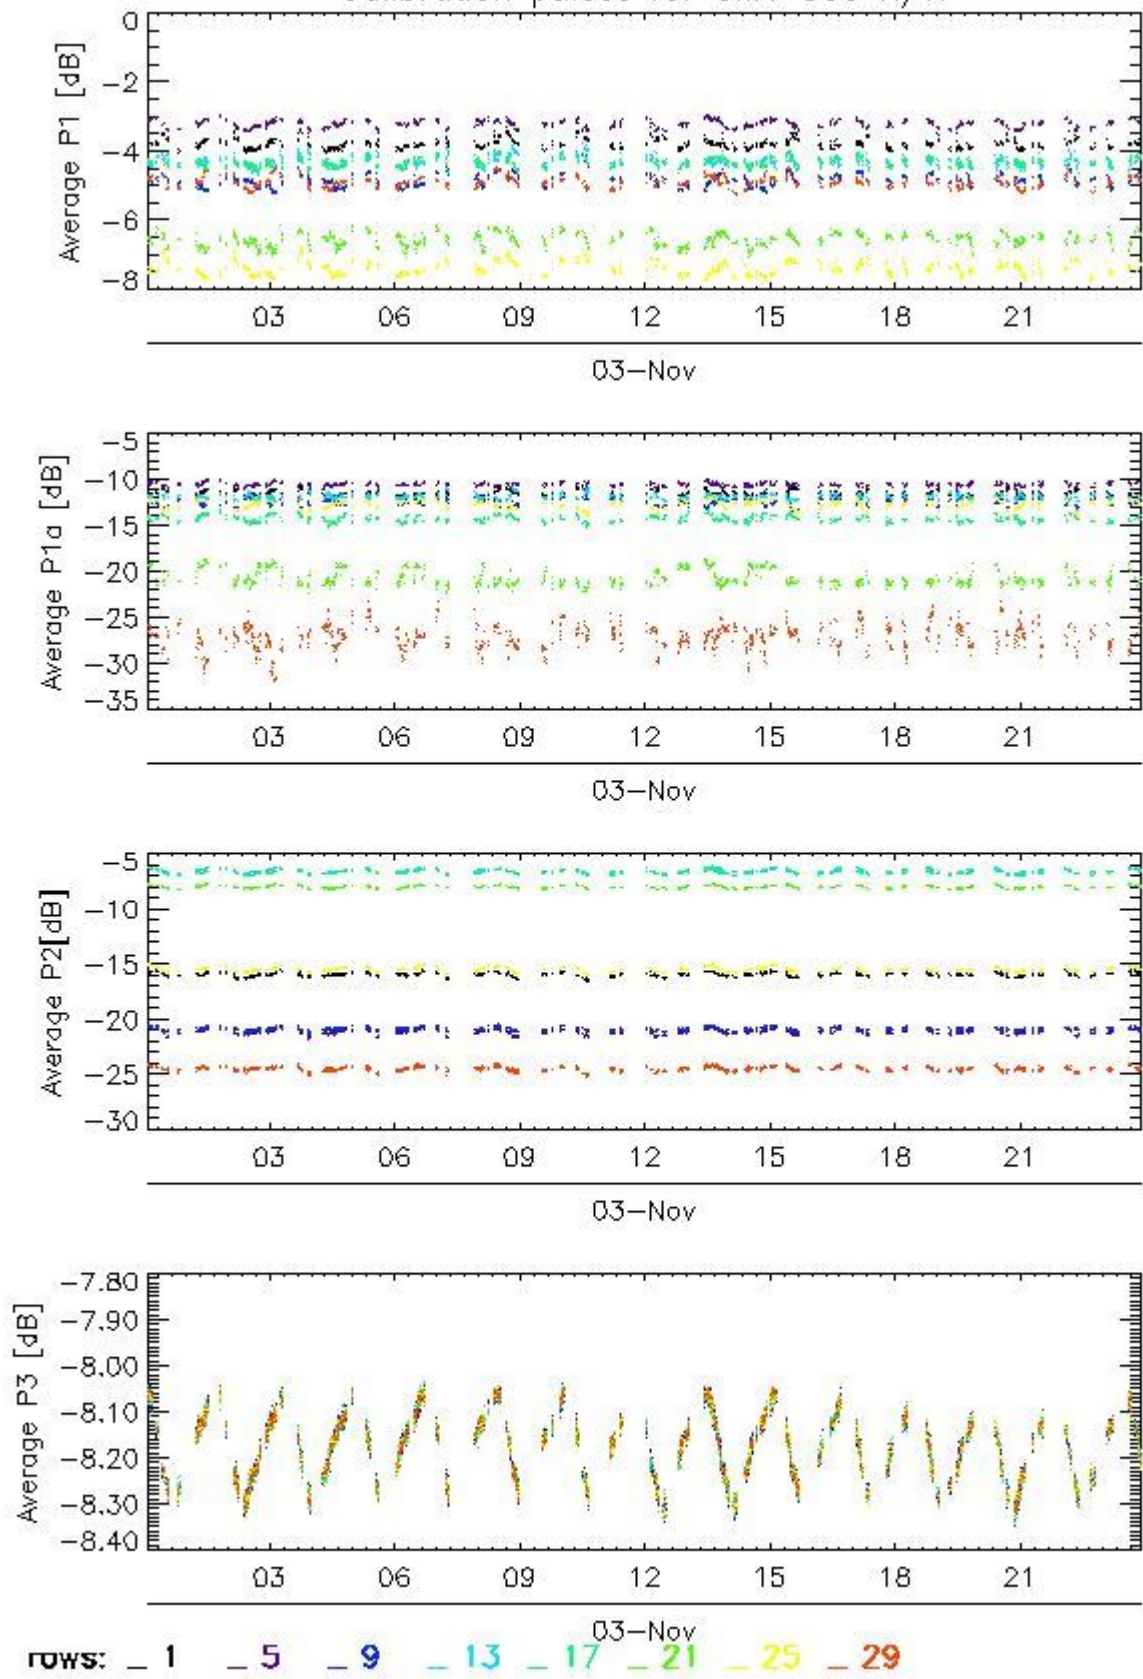 0
-2
-4
-6
-8
Average P1 [dB]
03 06 09 12 15 18 21
03-Nov
-5
-10
-15
-20
-25
-30
-35
Average P1a [dB]
03 06 09 12 15 18 21
03-Nov
-5
-10
-15
-20
-25
-30
Average P2[dB]
03 06 09 12 15 18 21
03-Nov
-7.80
-7.90
-8.00
-8.10
-8.20
-8.30
-8.40
Average P3 [dB]
03 06 09 12 15 18 21
03-Nov
rows: _ 1 _ 5 _ 9 _ 13 _ 17 _ 21 _ 25 _ 29